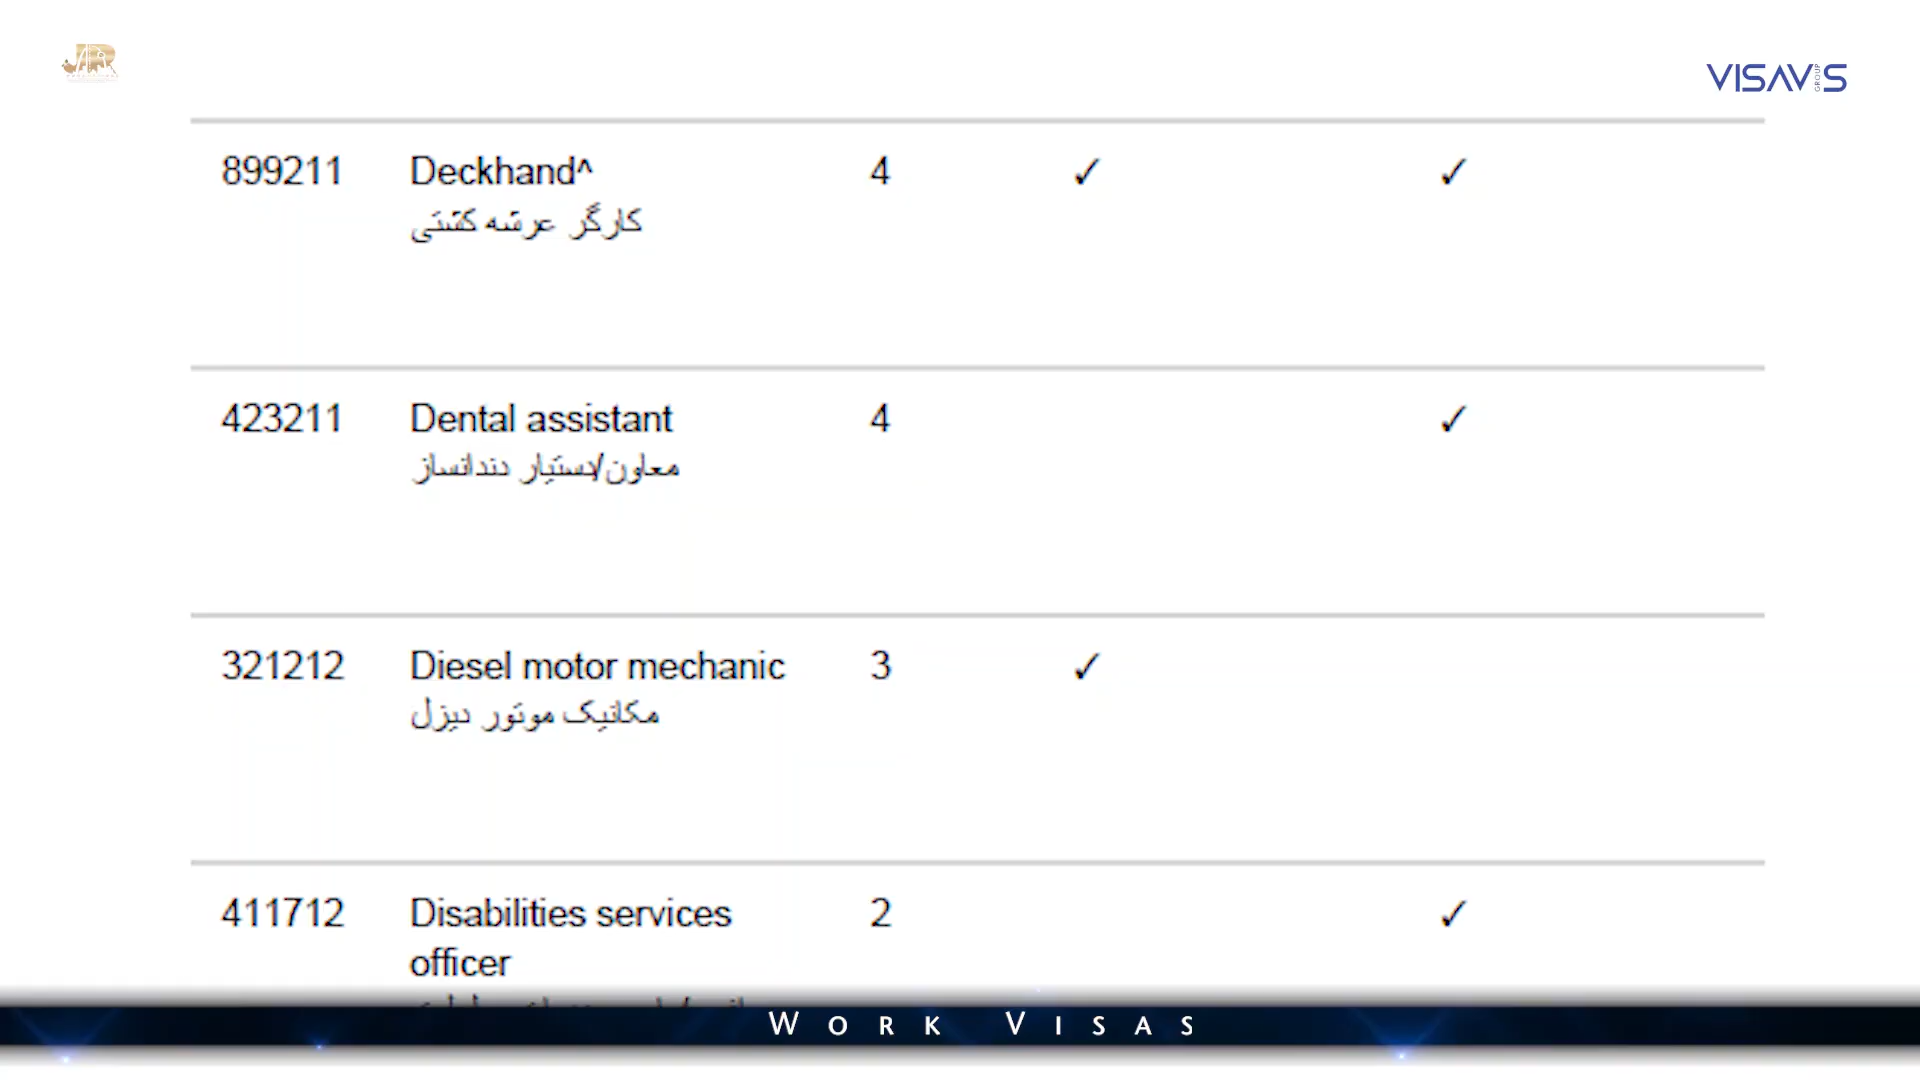 VISAVIS GROUP
899211 Deckhand^ 4 ✓ ✓
کارگر عرشه کشتی
423211 Dental assistant 4 ✓
معاون/دستیار دندانساز
321212 Diesel motor mechanic 3 ✓
مکانیک موتور دیزل
411712 Disabilities services 2 ✓
officer
WORK VISAS